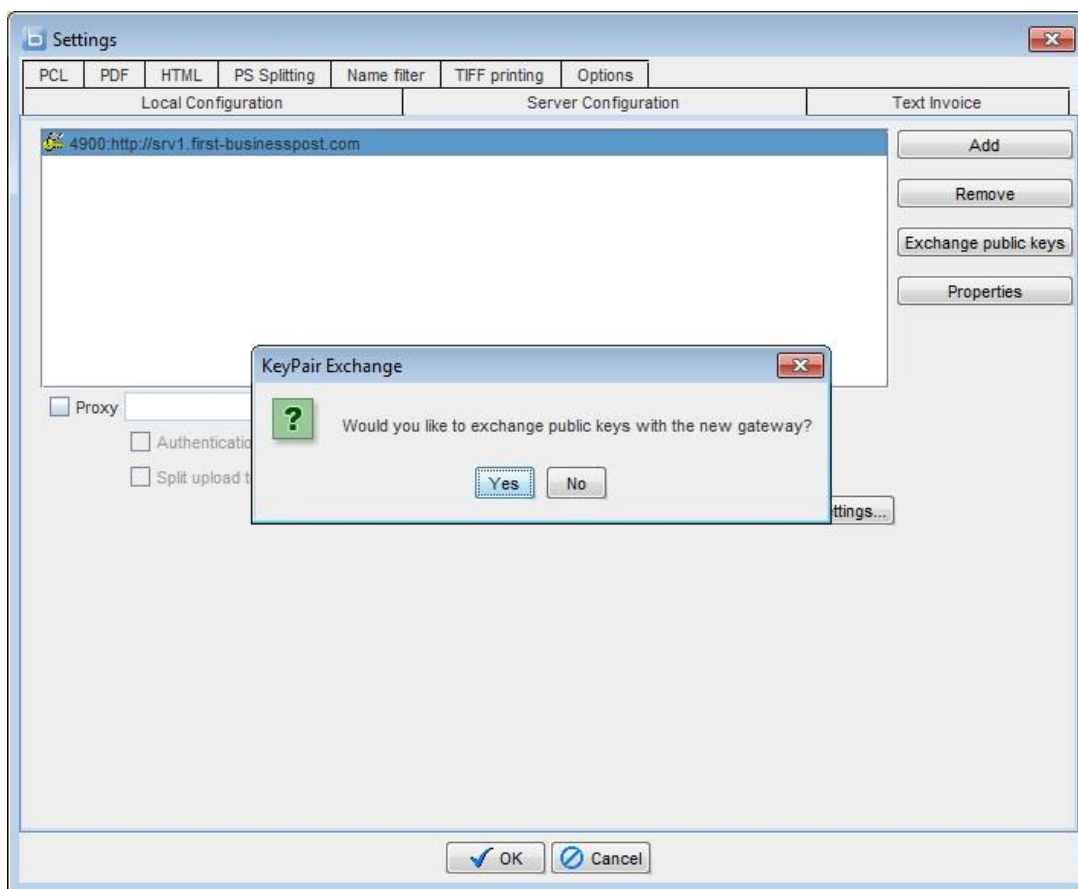 Settings
PCL PDF HTML PS Splitting Name filter TIFF printing Options
Local Configuration Server Configuration Text Invoice
4900:http://srv1.first-businesspost.com
Add
Remove
Exchange public keys
Properties
KeyPair Exchange
Would you like to exchange public keys with the new gateway?
Yes No
Proxy
Authenticatio
Split upload t
ttings...
OK Cancel